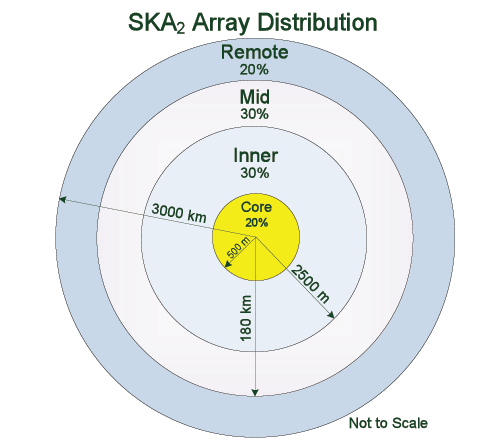 SKA₂ Array Distribution
Remote
20%
Mid
30%
Inner
30%
Core
20%
3000 km
500 m
2500 m
180 km
Not to Scale